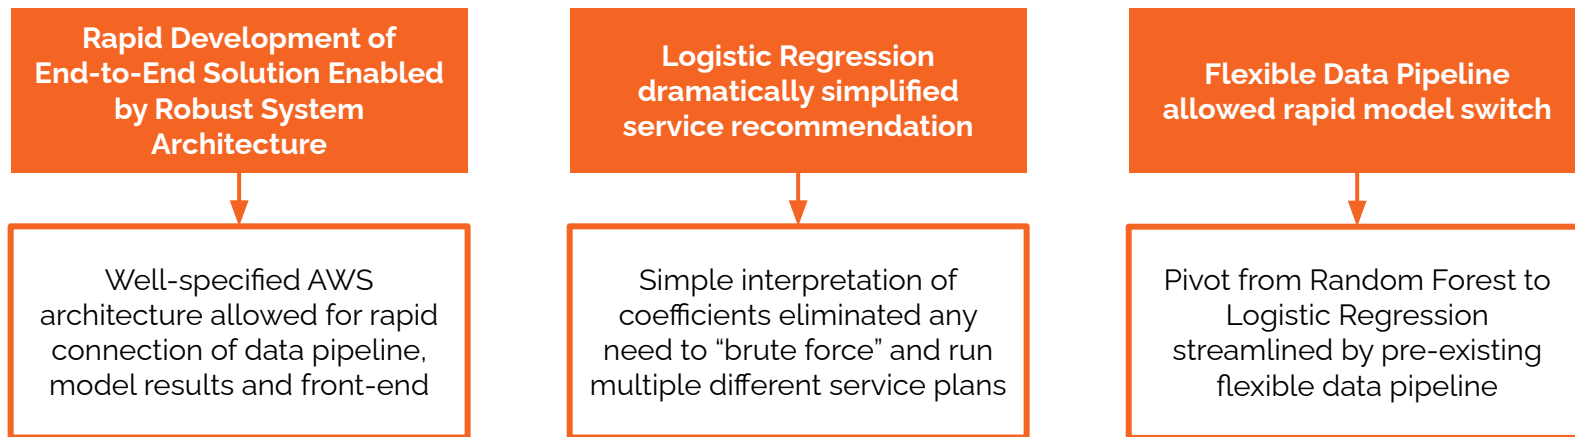 Rapid Development of
End-to-End Solution Enabled
by Robust System
Architecture
Well-specified AWS
architecture allowed for rapid
connection of data pipeline,
model results and front-end
Logistic Regression
dramatically simplified
service recommendation
Simple interpretation of
coefficients eliminated any
need to “brute force” and run
multiple different service plans
Flexible Data Pipeline
allowed rapid model switch
Pivot from Random Forest to
Logistic Regression
streamlined by pre-existing
flexible data pipeline